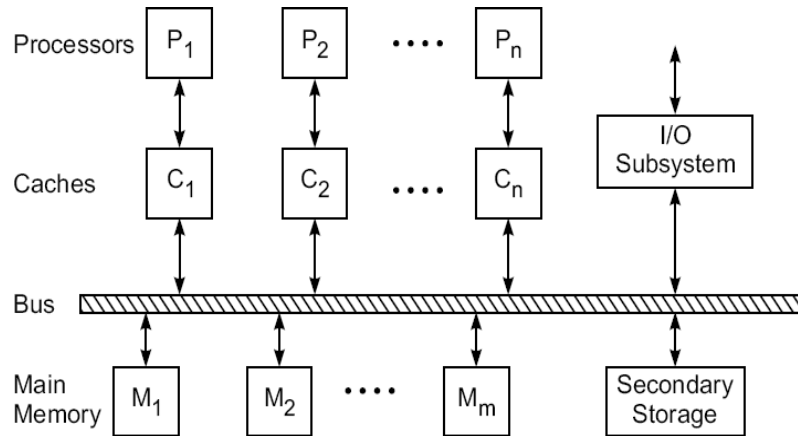 Processors P1 P2 •••• Pn
I/O
Subsystem
Caches C1 C2 •••• Cn
Bus
Main
Memory M1 M2 •••• Mm
Secondary
Storage